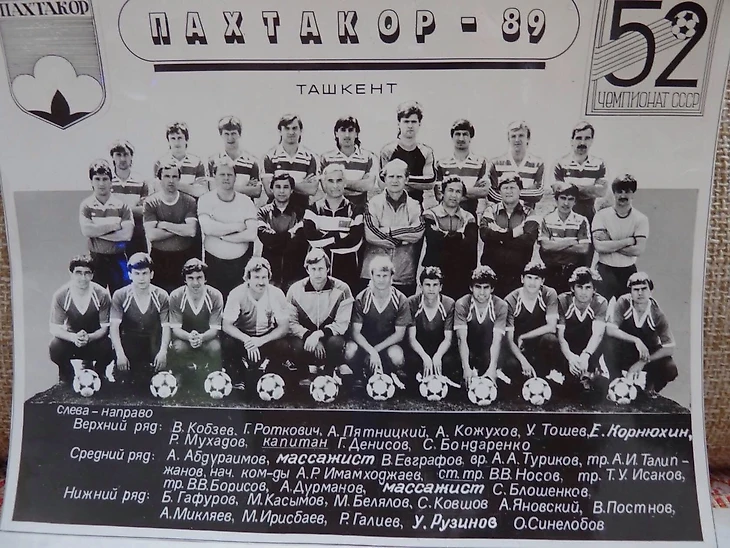 ПАХТАКОР
ПАХТАКОР - 89
52
ЧЕМПИОНАТ СССР
ТАШКЕНТ
слева - направо
Верхний ряд: В. Кобзев, Г. Роткович, А. Пятницкий, А. Кожухов, У. Тошев, Е. Корнюхин,
Р. Мухадов, капитан Г. Денисов, С. Бондаренко
Средний ряд: А. Абдураимов, массажист В. Евграфов, вр. А.А. Туриков, тр. А.И. Талип-
жанов, нач. ком-ды А.Р. Имамходжаев, ст. тр. В.В. Носов, тр. Т.У. Исаков,
тр. В.В. Борисов, А. Дурманов, массажист С. Блошенков,
Нижний ряд: Б. Гафуров, М. Касымов, М. Белялов, С. Ковшов, А. Яновский, В. Постнов,
А. Микляев, М. Ирисбаев, Р. Галиев, У. Рузинов, О. Синелобов